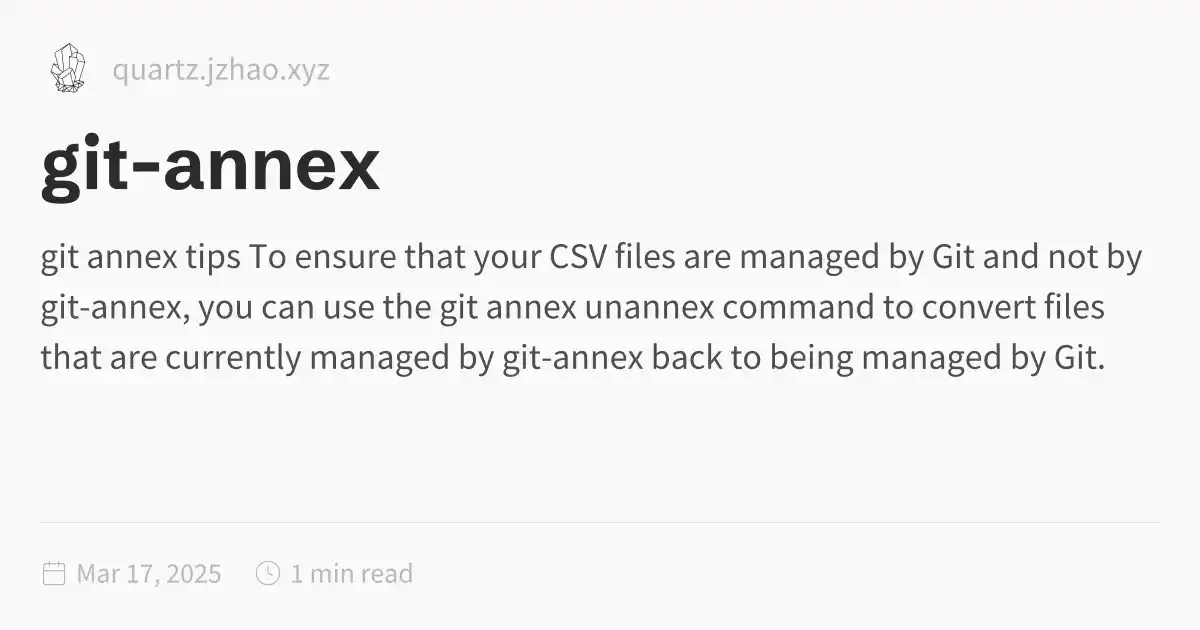 quartz.jzhao.xyz
git-annex
git annex tips To ensure that your CSV files are managed by Git and not by
git-annex, you can use the git annex unannex command to convert files
that are currently managed by git-annex back to being managed by Git.
Mar 17, 2025 1 min read